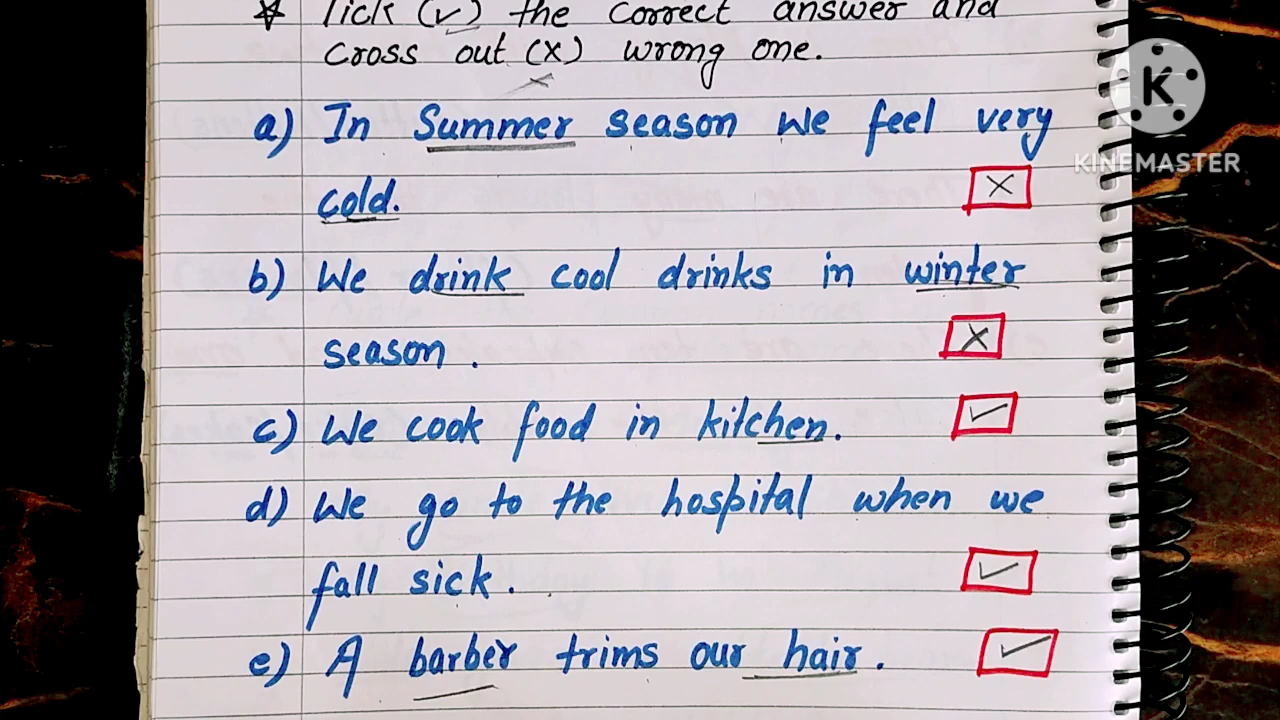 ☆ Tick (✓) the correct answer and
cross out (x) wrong one.
a) In Summer season we feel very
cold. ×
b) We drink cool drinks in winter
season. ×
c) We cook food in kitchen. ✓
d) We go to the hospital when we
fall sick. ✓
e) A barber trims our hair. ✓
K
KINEMASTER